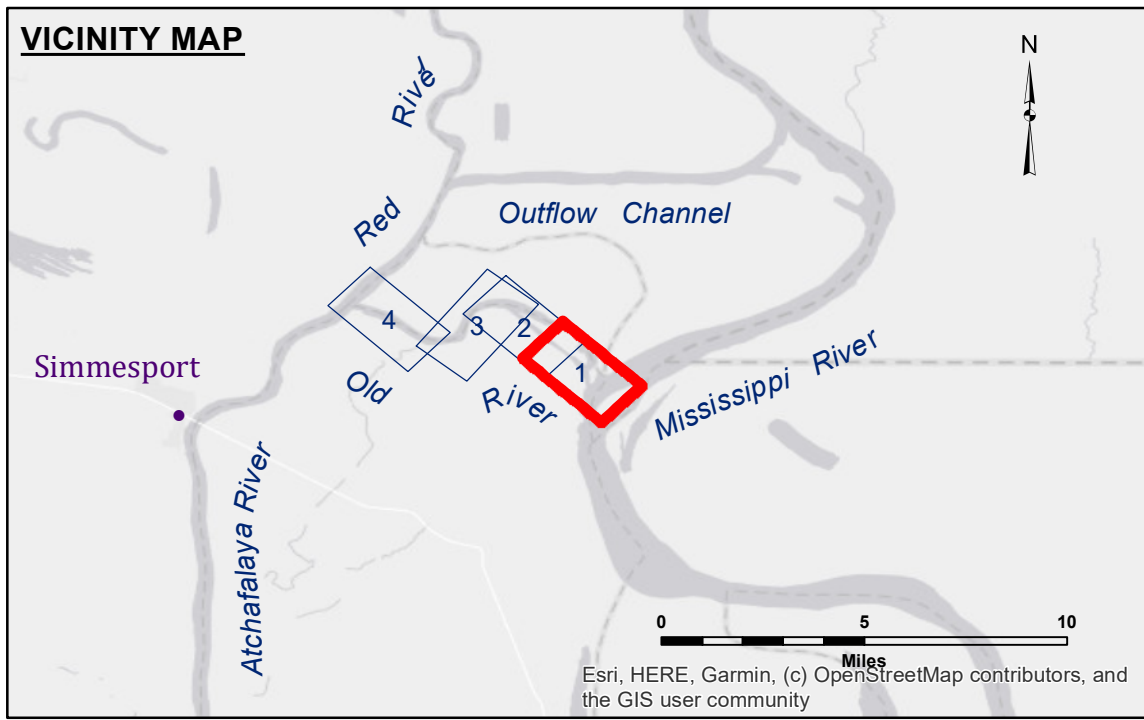 VICINITY MAP
N
River
Red
Outflow Channel
4
3
2
1
Simmesport
Old
River
Mississippi River
Atchafalaya River
0 5 10
Miles
Esri, HERE, Garmin, (c) OpenStreetMap contributors, and
the GIS user community